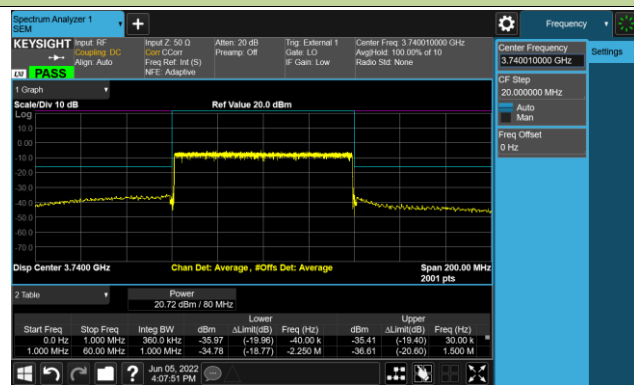 Spectrum Analyzer 1
SEM
+
Frequency
KEYSIGHT
Input: RF
Coupling: DC
Align: Auto
Input Z: 50 Ω
Corr CCorr
Freq Ref: Int (S)
NFE: Adaptive
Atten: 20 dB
Preamp: Off
Trig: External 1
Gate: LO
IF Gain: Low
Center Freq: 3.740010000 GHz
Avg|Hold: 100.00% of 10
Radio Std: None
LXI PASS
Center Frequency
3.740010000 GHz
Settings
CF Step
20.000000 MHz
Auto
Man
Freq Offset
0 Hz
1 Graph
Scale/Div 10 dB
Ref Value 20.0 dBm
Log
10.0
0.00
-10.0
-20.0
-30.0
-40.0
-50.0
-60.0
-70.0
Disp Center 3.7400 GHz
Chan Det: Average, #Offs Det: Average
Span 200.00 MHz
2001 pts
2 Table
Power
20.72 dBm / 80 MHz
Lower Upper
Start Freq Stop Freq Integ BW dBm ΔLimit(dB) Freq (Hz) dBm ΔLimit(dB) Freq (Hz)
0.0 Hz 1.000 MHz 360.0 kHz -35.97 (-19.96) -40.00 k -35.41 (-19.40) 30.00 k
1.000 MHz 60.00 MHz 1.000 MHz -34.78 (-18.77) -2.250 M -36.61 (-20.60) 1.500 M
?
Jun 05, 2022
4:07:51 PM